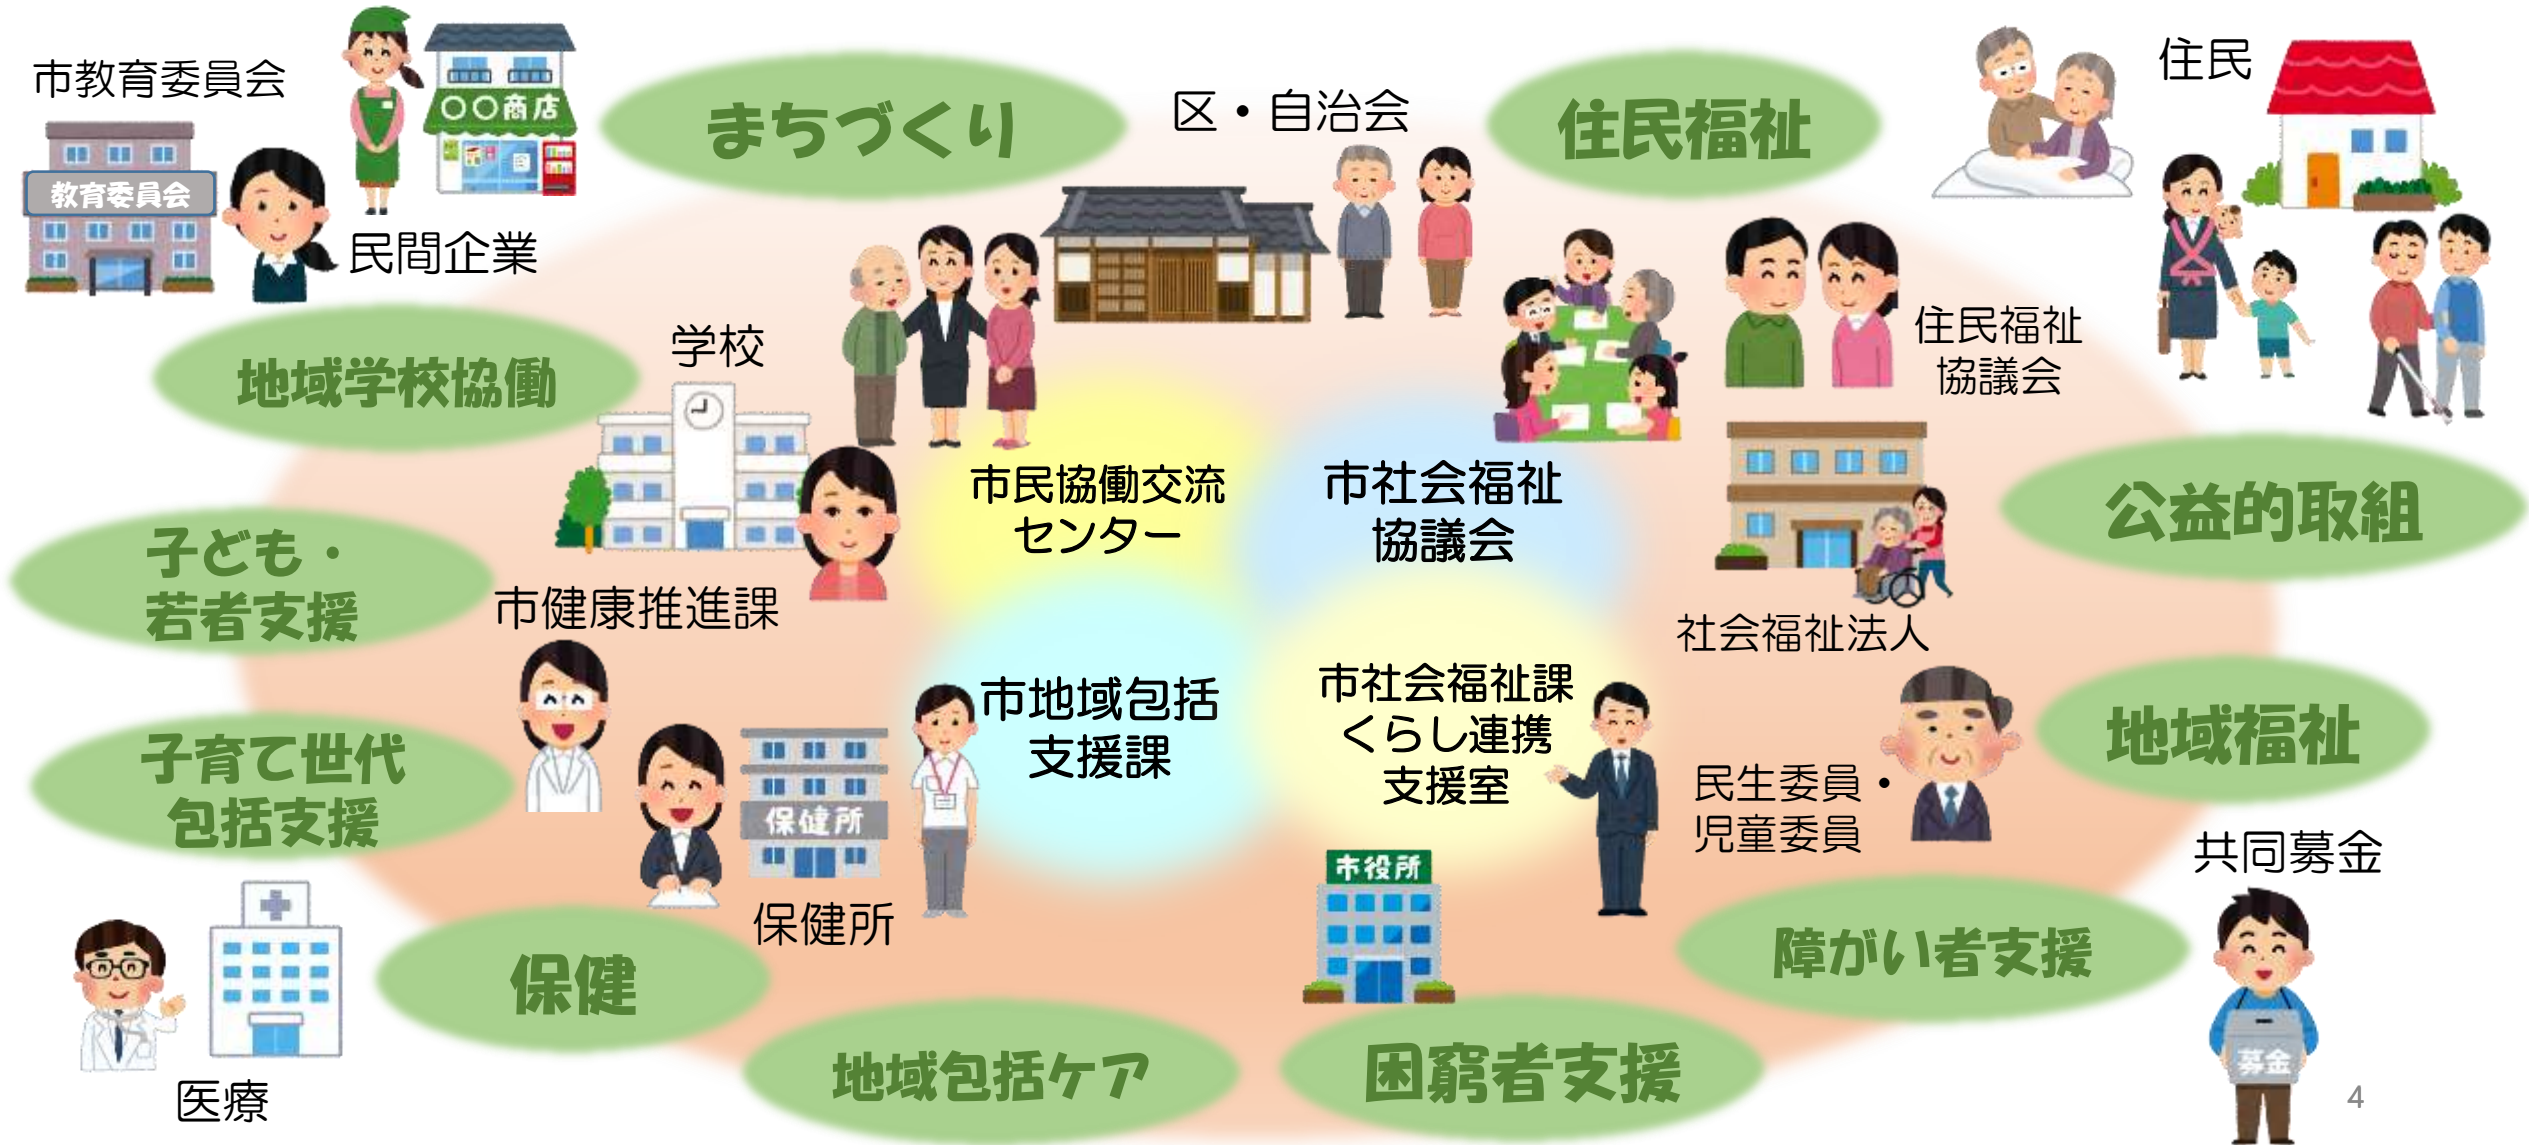 市教育委員会
教育委員会
〇〇商店
民間企業
まちづくり
区・自治会
住民福祉
住民
地域学校協働
学校
住民福祉
協議会
市民協働交流
センター
市社会福祉
協議会
公益的取組
子ども・
若者支援
市健康推進課
社会福祉法人
市地域包括
支援課
市社会福祉課
くらし連携
支援室
地域福祉
子育て世代
包括支援
保健所
保健所
民生委員・
児童委員
市役所
共同募金
募金
障がい者支援
保健
医療
地域包括ケア
困窮者支援
4